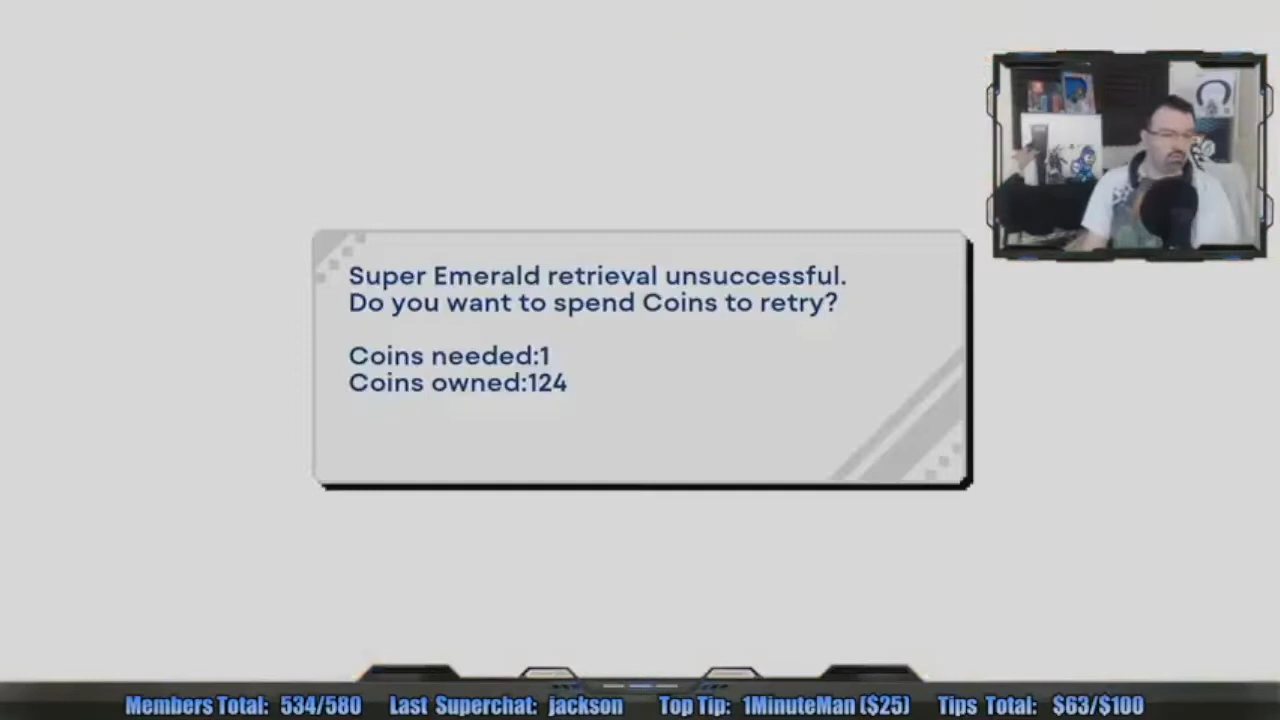 Super Emerald retrieval unsuccessful.
Do you want to spend Coins to retry?
Coins needed:1
Coins owned:124
Members Total: 534/580 Last Superchat: jackson Top Tip: 1MinuteMan ($25) Tips Total: $63/$100